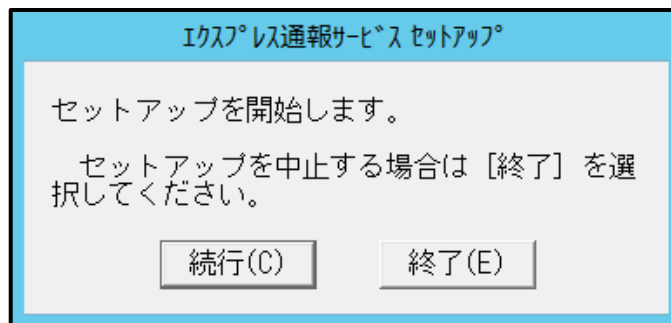 ｴｸｽﾌﾟﾚｽ通報ｻｰﾋﾞｽ ｾｯﾄｱｯﾌﾟ
セットアップを開始します。
　セットアップを中止する場合は［終了］を選
択してください。
続行(C)　終了(E)